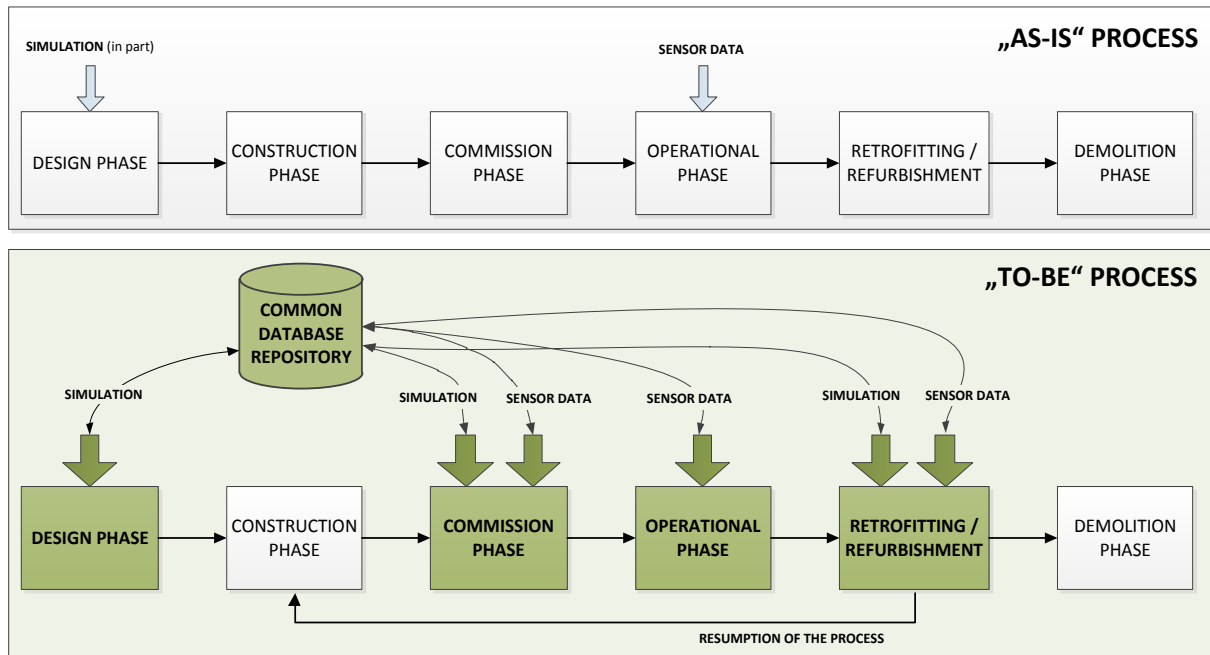 „AS-IS“ PROCESS
SIMULATION (in part)
SENSOR DATA
DESIGN PHASE
CONSTRUCTION
PHASE
COMMISSION
PHASE
OPERATIONAL
PHASE
RETROFITTING /
REFURBISHMENT
DEMOLITION
PHASE
„TO-BE“ PROCESS
COMMON
DATABASE
REPOSITORY
SIMULATION
SIMULATION
SENSOR DATA
SENSOR DATA
SIMULATION
SENSOR DATA
DESIGN PHASE
CONSTRUCTION
PHASE
COMMISSION
PHASE
OPERATIONAL
PHASE
RETROFITTING /
REFURBISHMENT
DEMOLITION
PHASE
RESUMPTION OF THE PROCESS